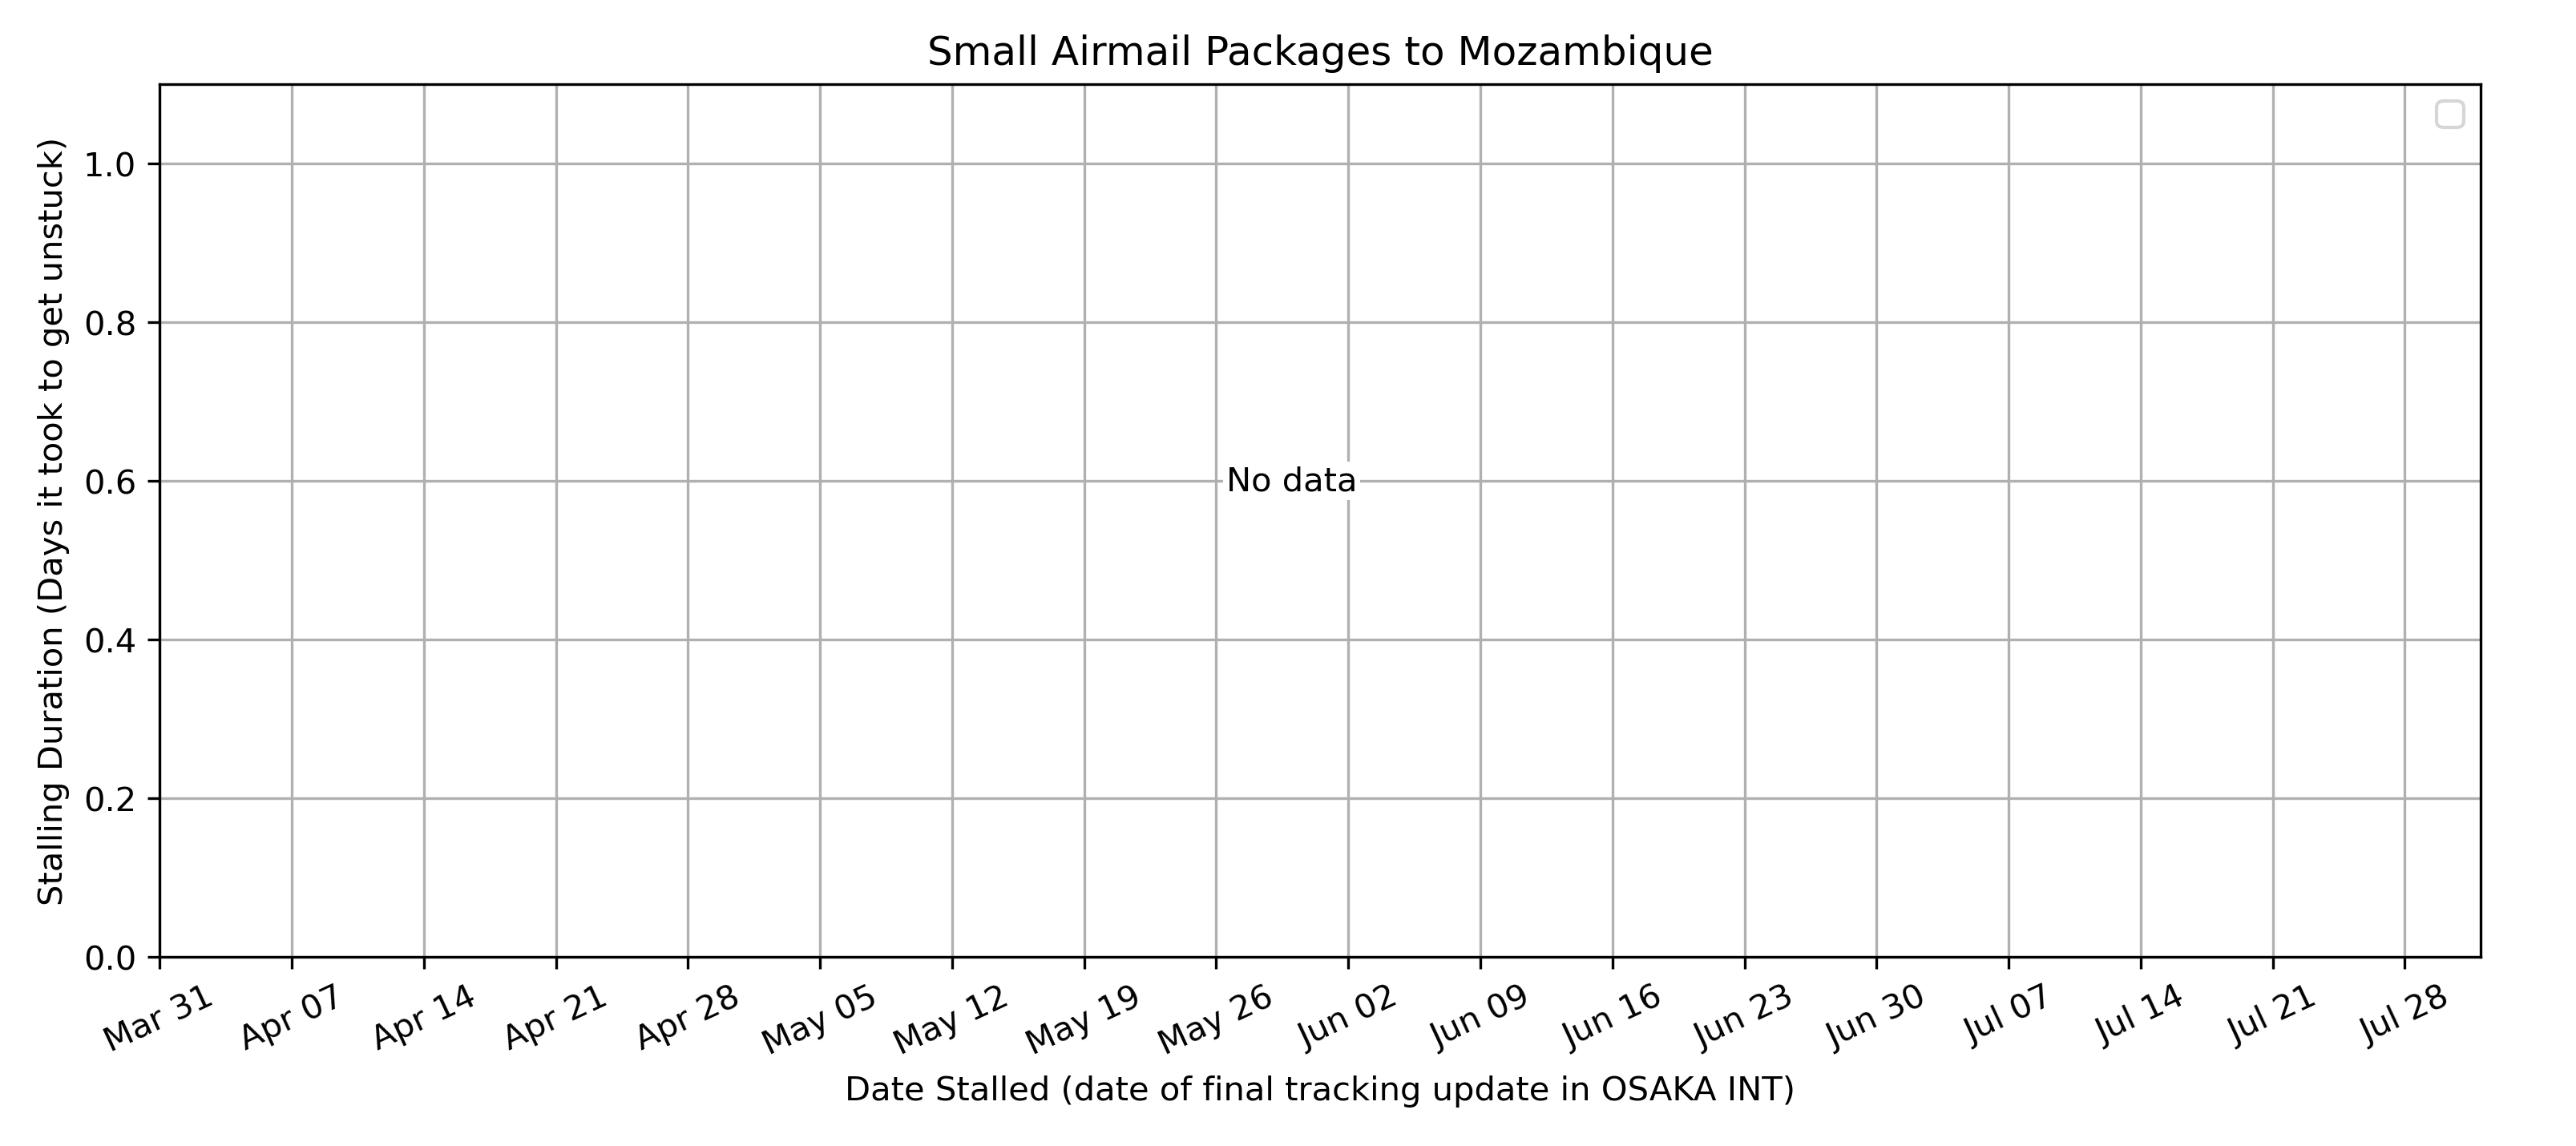 Small Airmail Packages to Mozambique
Stalling Duration (Days it took to get unstuck)
1.0
0.8
0.6
0.4
0.2
0.0
No data
Mar 31
Apr 07
Apr 14
Apr 21
Apr 28
May 05
May 12
May 19
May 26
Jun 02
Jun 09
Jun 16
Jun 23
Jun 30
Jul 07
Jul 14
Jul 21
Jul 28
Date Stalled (date of final tracking update in OSAKA INT)